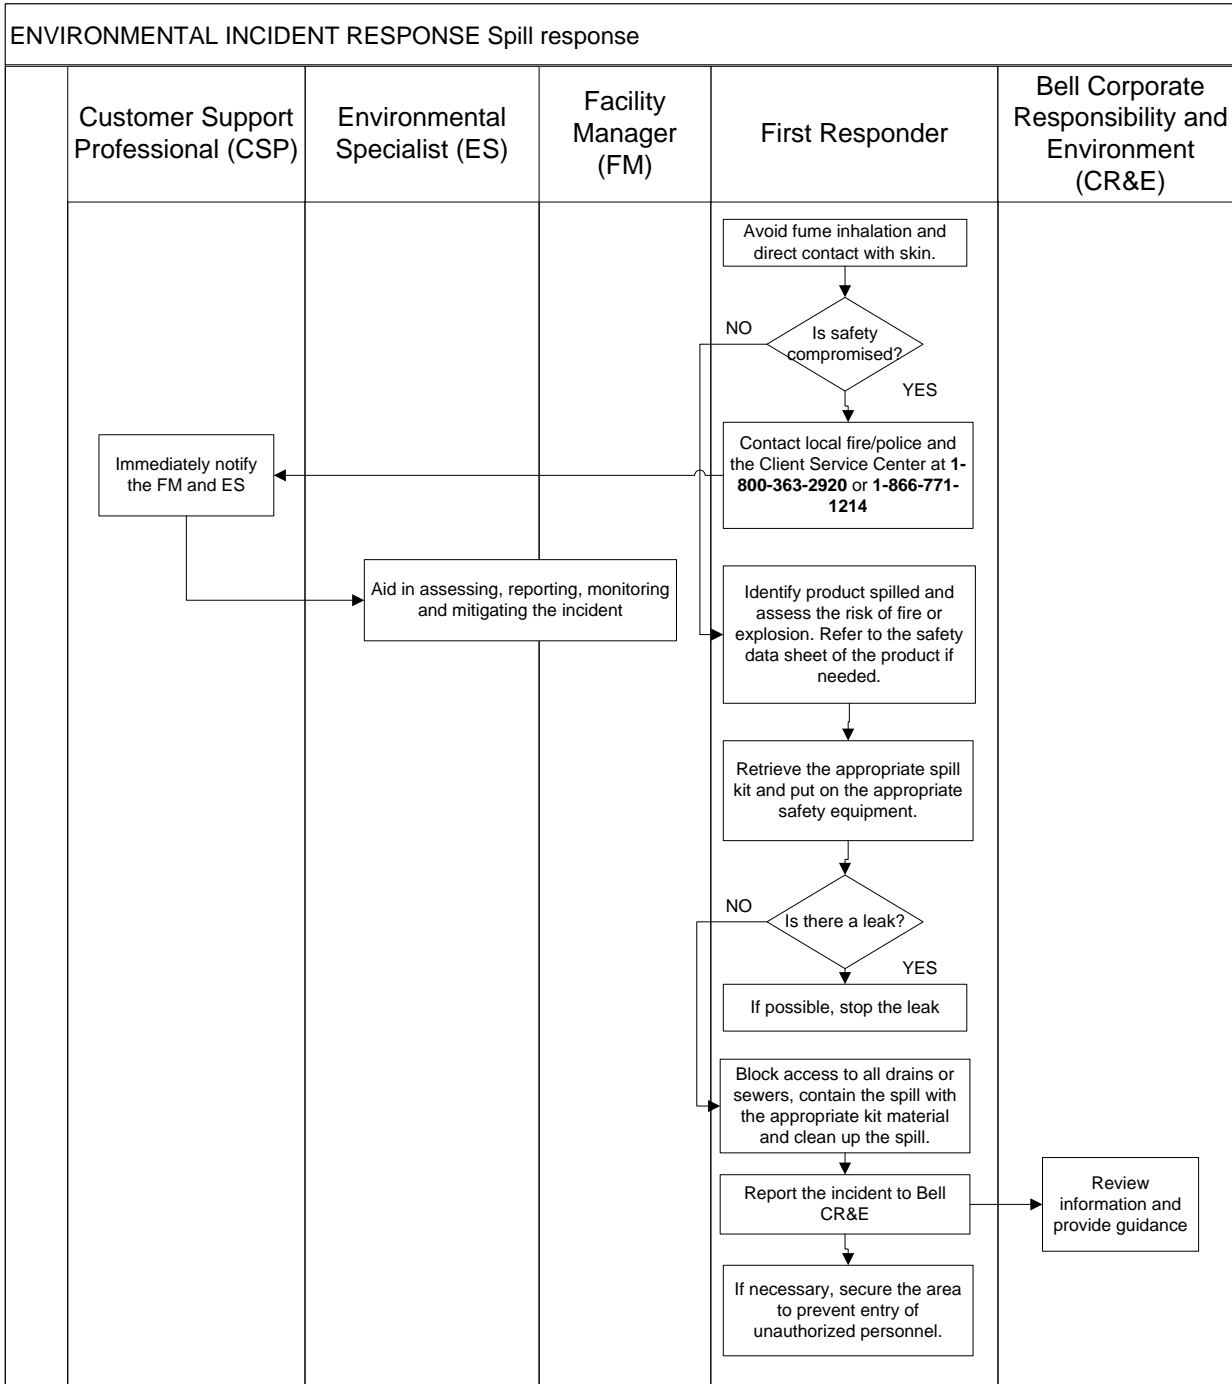 ENVIRONMENTAL INCIDENT RESPONSE Spill response
Customer Support
Professional (CSP)
Environmental
Specialist (ES)
Facility
Manager
(FM)
First Responder
Bell Corporate
Responsibility and
Environment
(CR&E)
Avoid fume inhalation and
direct contact with skin.
NO
Is safety
compromised?
YES
Contact local fire/police and
the Client Service Center at 1-
800-363-2920 or 1-866-771-
1214
Immediately notify
the FM and ES
Aid in assessing, reporting, monitoring
and mitigating the incident
Identify product spilled and
assess the risk of fire or
explosion. Refer to the safety
data sheet of the product if
needed.
Retrieve the appropriate spill
kit and put on the appropriate
safety equipment.
NO
Is there a leak?
YES
If possible, stop the leak
Block access to all drains or
sewers, contain the spill with
the appropriate kit material
and clean up the spill.
Report the incident to Bell
CR&E
Review
information and
provide guidance
If necessary, secure the area
to prevent entry of
unauthorized personnel.